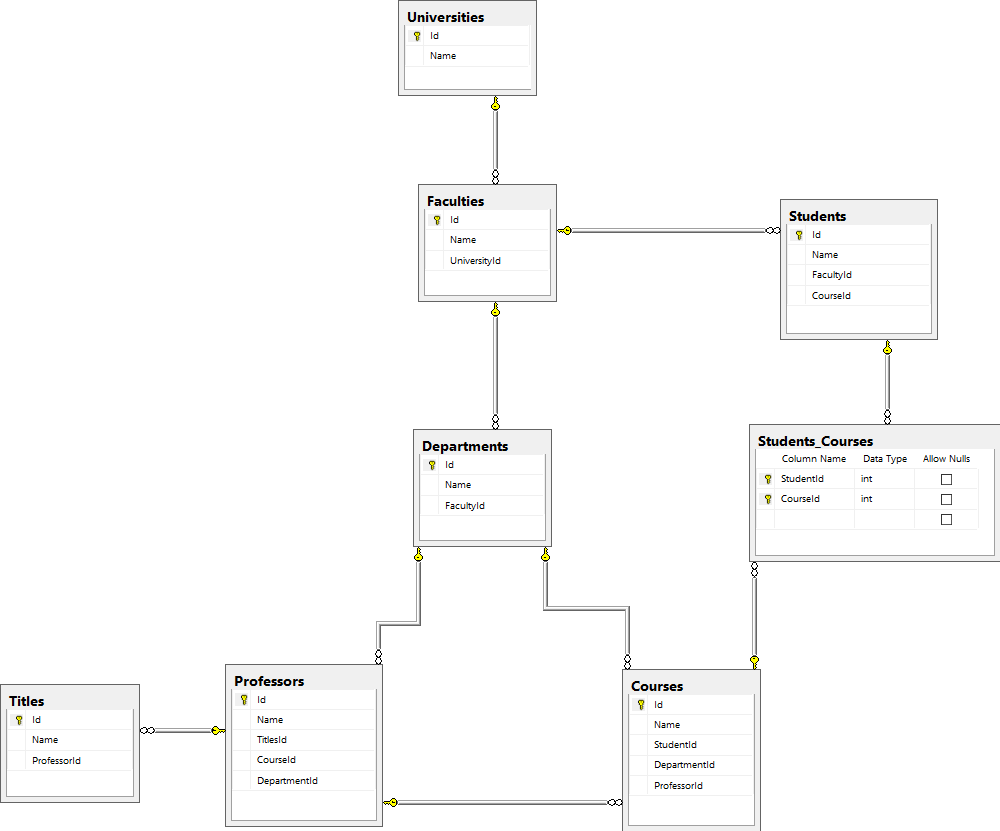 Universities
Id
Name
Faculties
Id
Name
UniversityId
Students
Id
Name
FacultyId
CourseId
Departments
Id
Name
FacultyId
Students_Courses
Column Name Data Type Allow Nulls
StudentId int
CourseId int
Titles
Id
Name
ProfessorId
Professors
Id
Name
TitlesId
CourseId
DepartmentId
Courses
Id
Name
StudentId
DepartmentId
ProfessorId